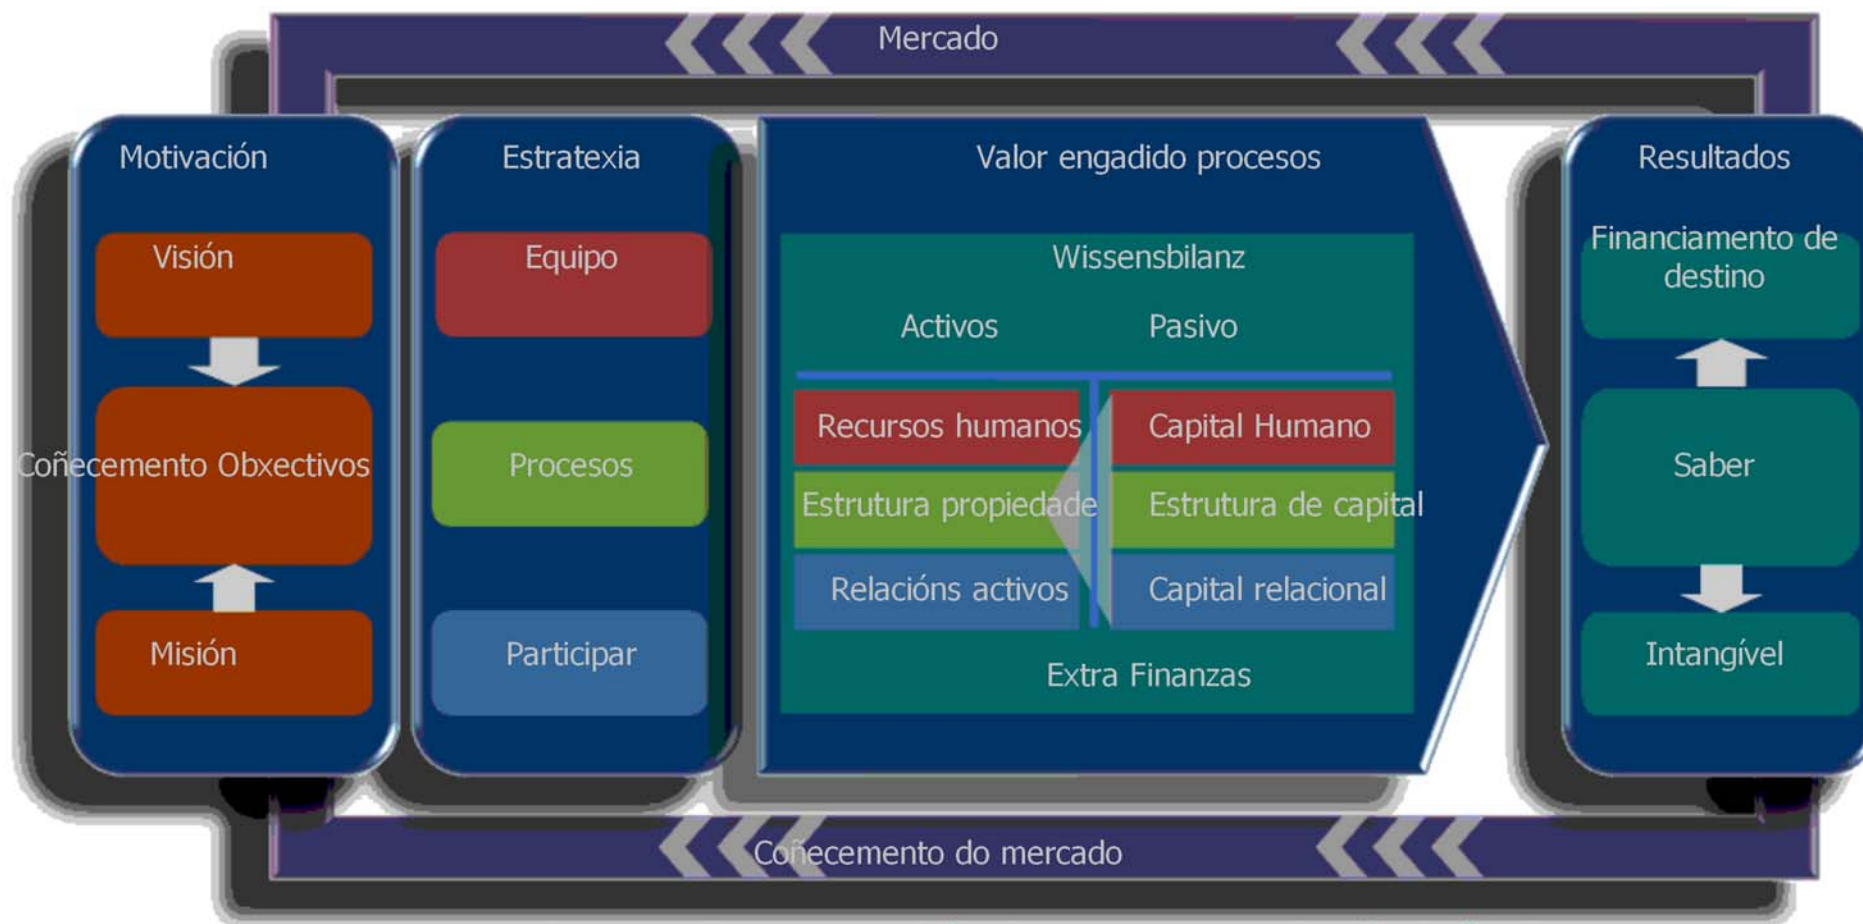 Mercado
Motivación
Visión
Coñecemento Obxectivos
Misión
Estratexia
Equipo
Procesos
Participar
Valor engadido procesos
Wissensbilanz
Activos
Pasivo
Recursos humanos
Capital Humano
Estrutura propiedade
Estrutura de capital
Relacións activos
Capital relacional
Extra Finanzas
Resultados
Financiamento de
destino
Saber
Intangível
Coñecemento do mercado